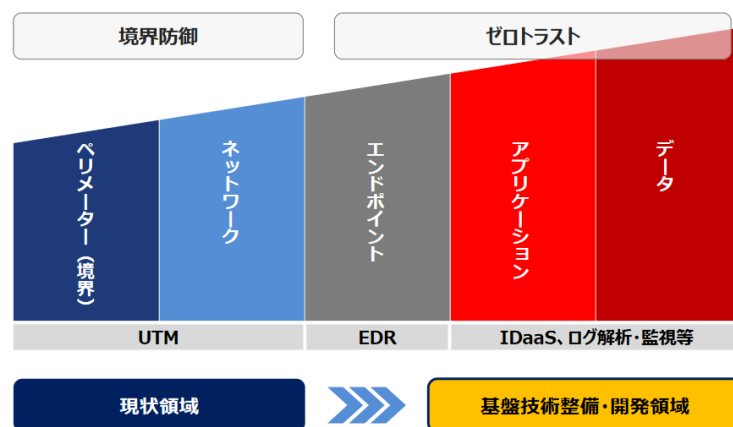 境界防御
ゼロトラスト
ペリメーター（境界）
ネットワーク
エンドポイント
アプリケーション
データ
UTM
EDR
IDaaS、ログ解析・監視等
現状領域
基盤技術整備・開発領域